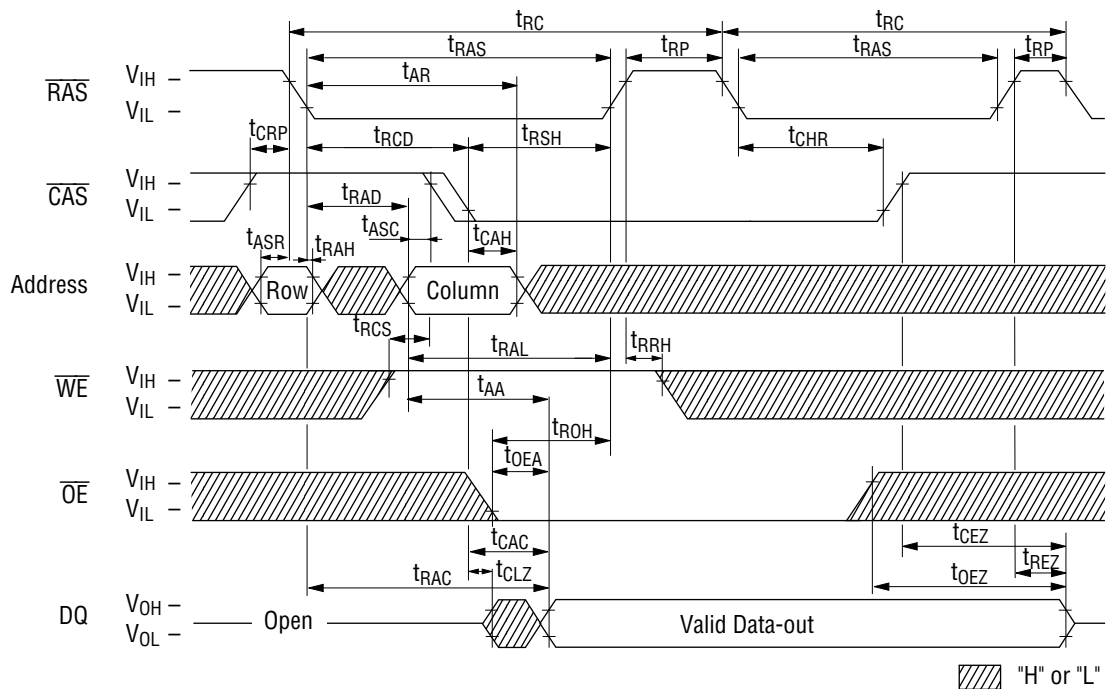 tRC tRC
tRAS tRP tRAS tRP
tAR
RAS VIH
VIL
tCRP tRCD tRSH tCHR
CAS VIH
VIL
tRAD
tASC tCAH
tASR tRAH
Address VIH
VIL
Row Column
tRCS tRAL tRRH
WE VIH
VIL
tAA
tROH
tOEA
OE VIH
VIL
tCAC tCEZ
tRAC tCLZ tOEZ tREZ
DQ VOH
VOL
Open Valid Data-out
"H" or "L"